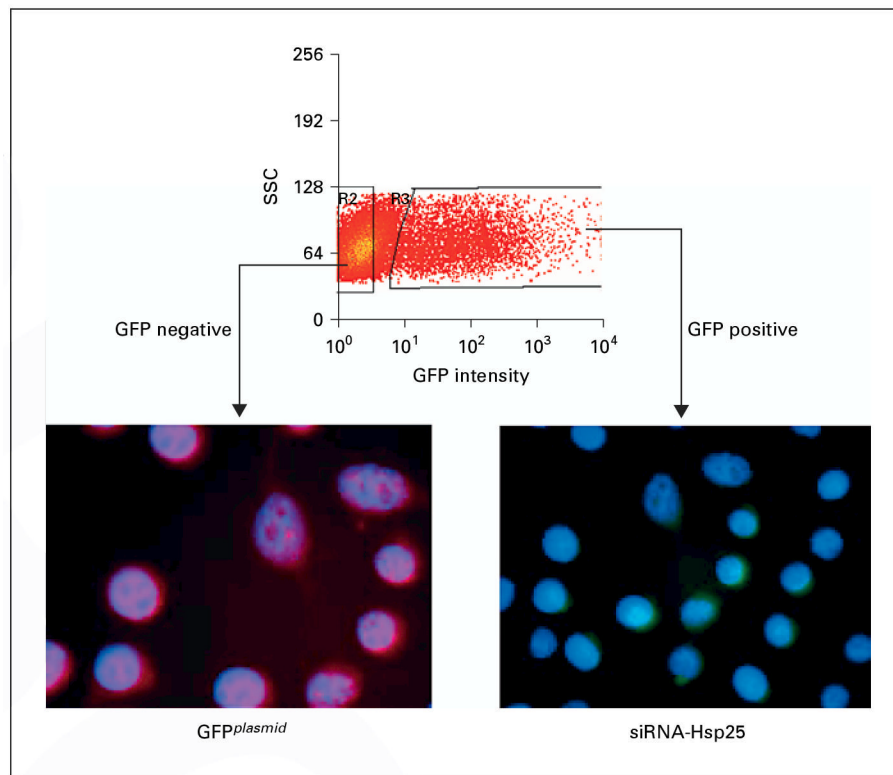 256
192
128
64
0
SSC
R2
R3
10⁰ 10¹ 10² 10³ 10⁴
GFP intensity
GFP negative
GFP positive
GFPplasmid
siRNA-Hsp25